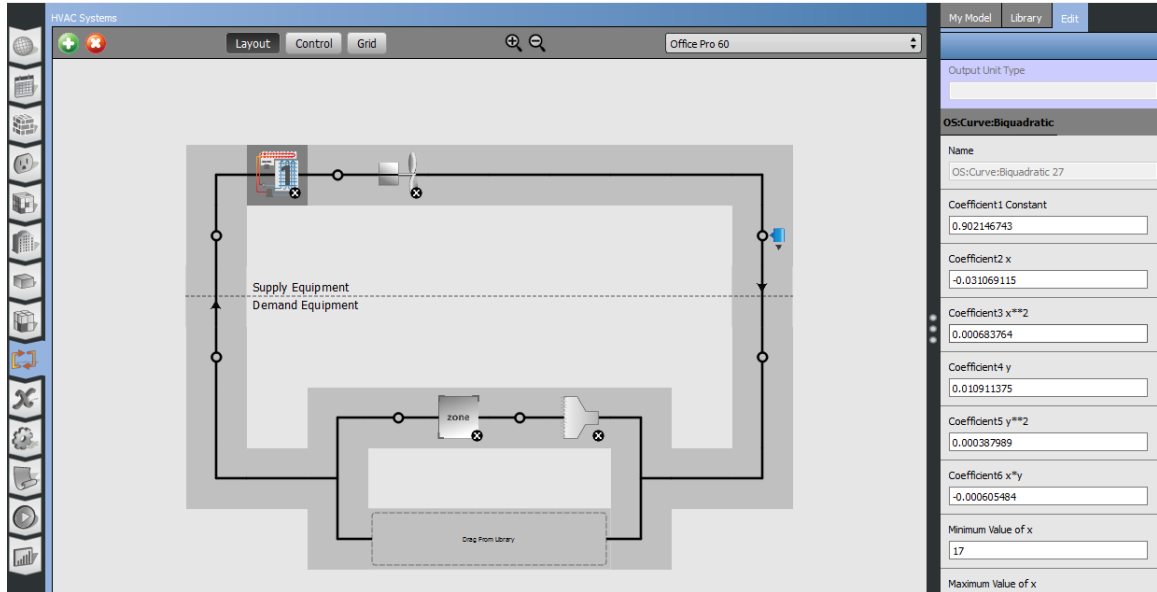 HVAC Systems
Layout
Control
Grid
Office Pro 60
My Model
Library
Edit
Output Unit Type
OS:Curve:Biquadratic
Name
OS:Curve:Biquadratic 27
Coefficient1 Constant
0.902146743
Coefficient2 x
-0.031069115
Coefficient3 x**2
0.000683764
Coefficient4 y
0.010911375
Coefficient5 y**2
0.000387989
Coefficient6 x*y
-0.000605484
Minimum Value of x
17
Maximum Value of x
1
Supply Equipment
Demand Equipment
zone
Drag From Library